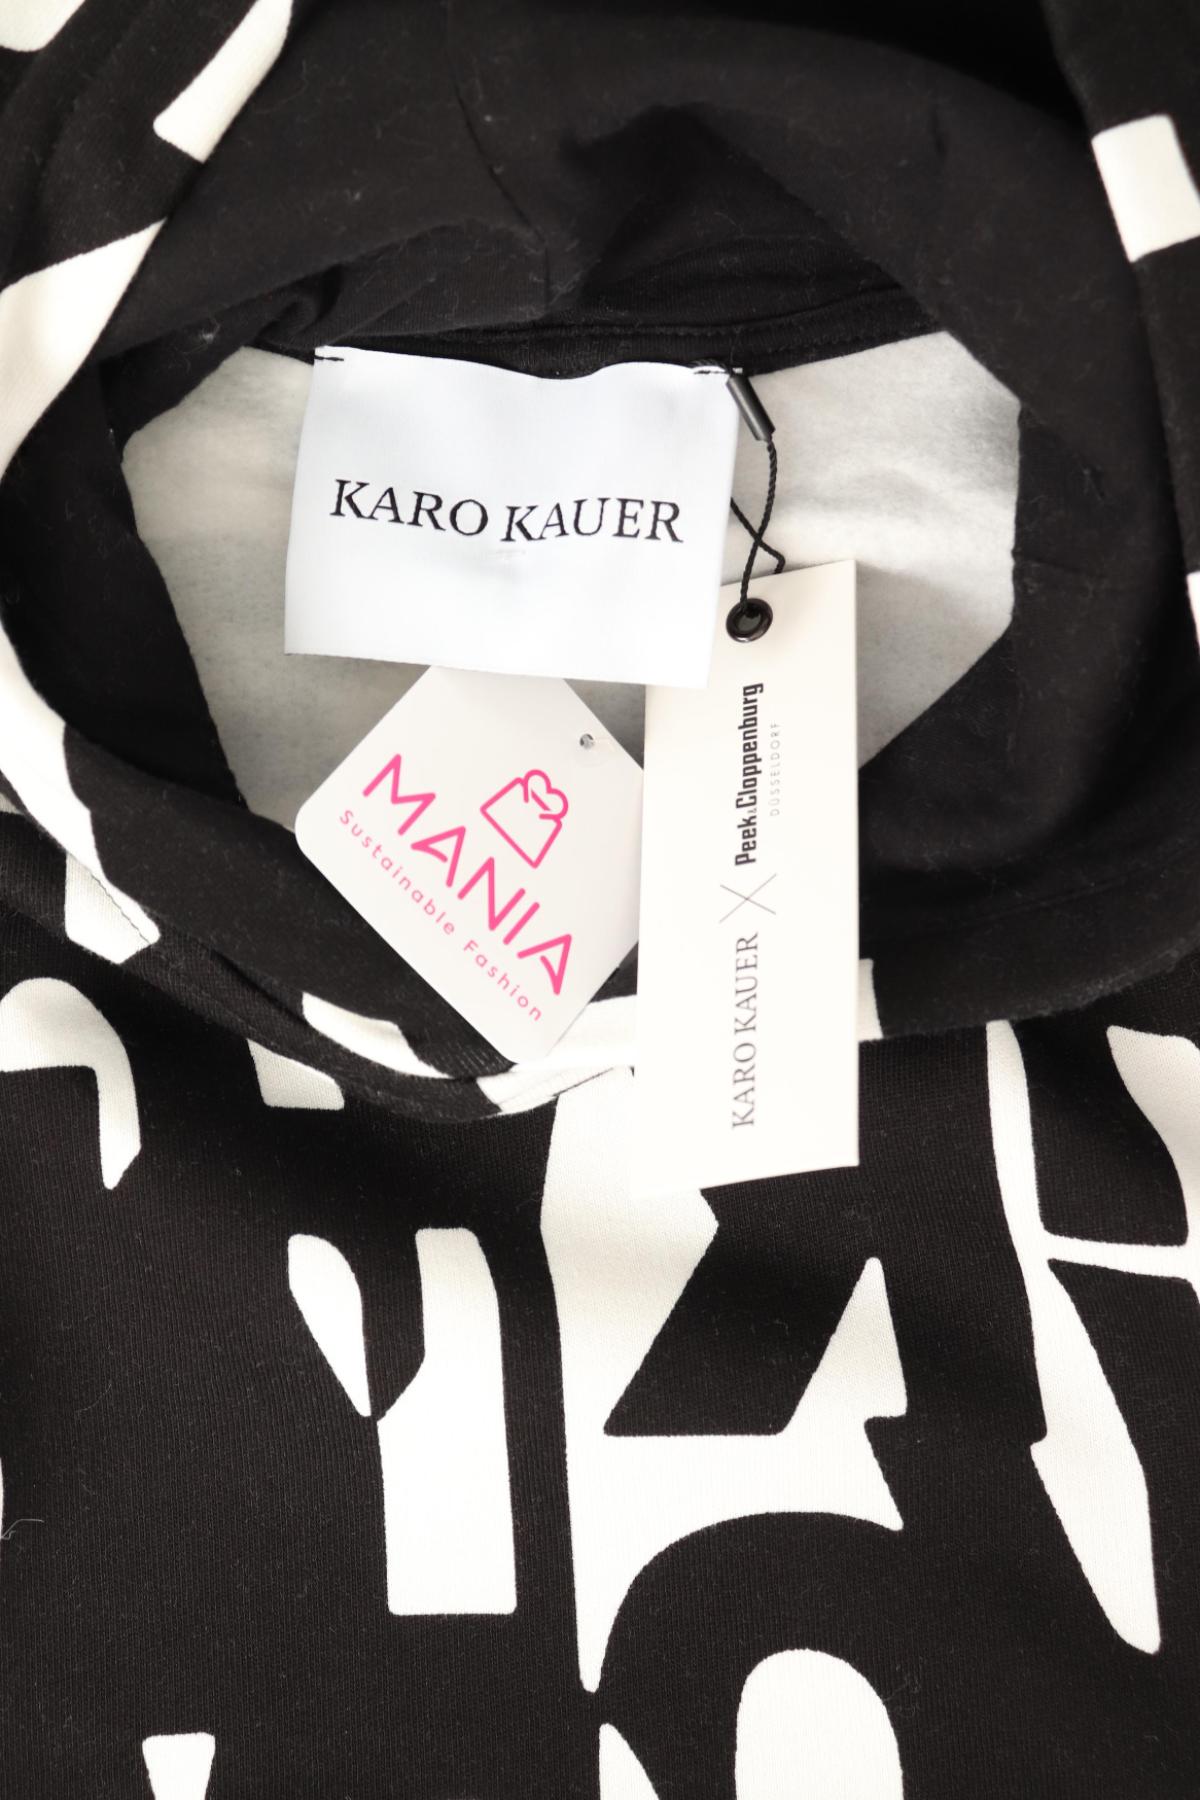 KARO KAUER
MANIA
Sustainable Fashion
KARO KAUER X Peek&Cloppenburg
DÜSSELDORF